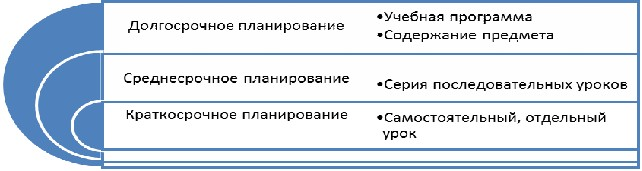 Долгосрочное планирование
•Учебная программа
•Содержание предмета
Среднесрочное планирование
•Серия последовательных уроков
Краткосрочное планирование
•Самостоятельный, отдельный
урок